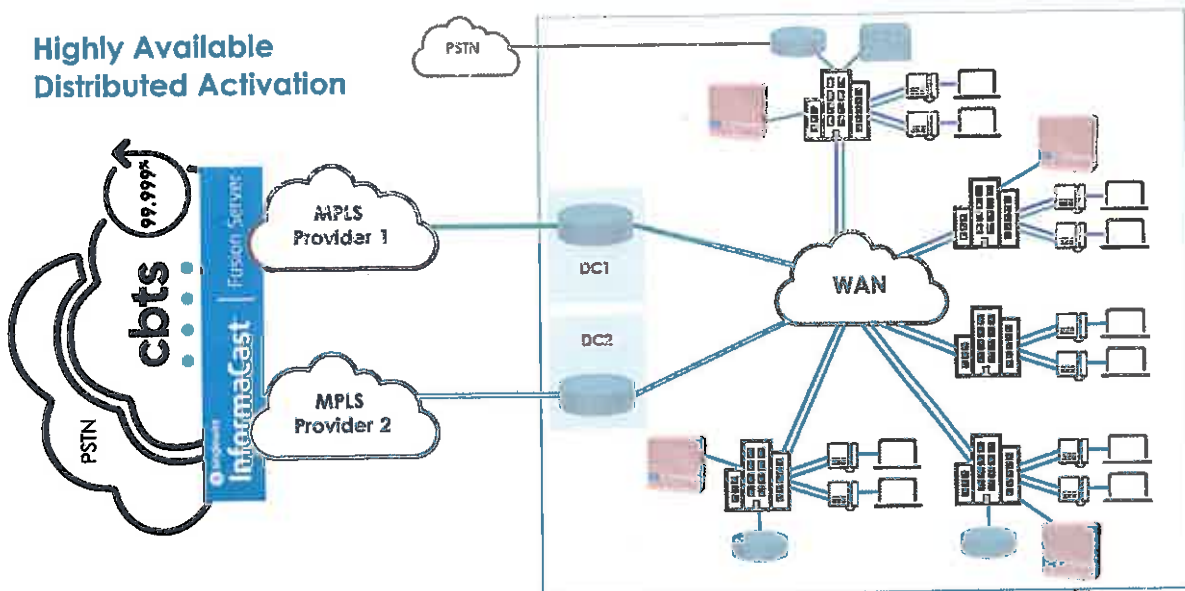 Highly Available
Distributed Activation
PSTN
99.999%
cbts
PSTN
InformaCast | Fusion Server
MPLS
Provider 1
MPLS
Provider 2
DC1
DC2
WAN